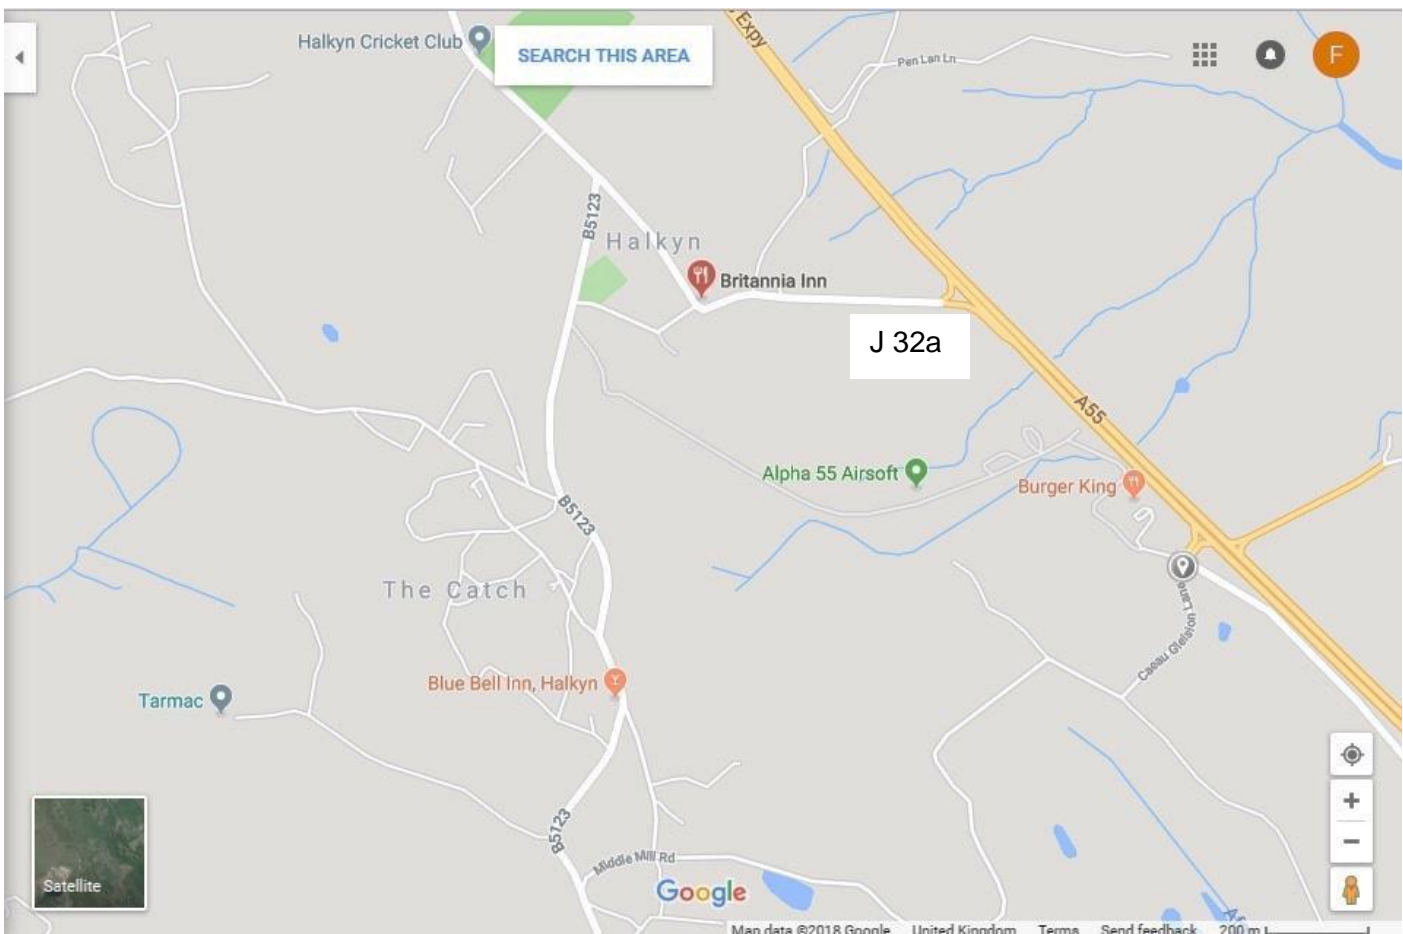 Expy
Halkyn Cricket Club
SEARCH THIS AREA
Pen Lan Ln
F
B5123
Halkyn
Britannia Inn
J 32a
A55
Alpha 55 Airsoft
Burger King
B5123
The Catch
Caeau Gleision Lane
Blue Bell Inn, Halkyn
Tarmac
B5123
Middle Mill Rd
Satellite
Google
Map data ©2018 Google United Kingdom Terms Send feedback 200 m